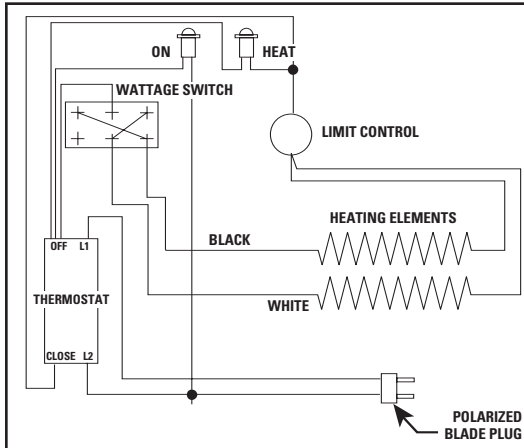 ON
HEAT
WATTAGE SWITCH
LIMIT CONTROL
HEATING ELEMENTS
BLACK
OFF L1
THERMOSTAT
WHITE
CLOSE L2
POLARIZED
BLADE PLUG